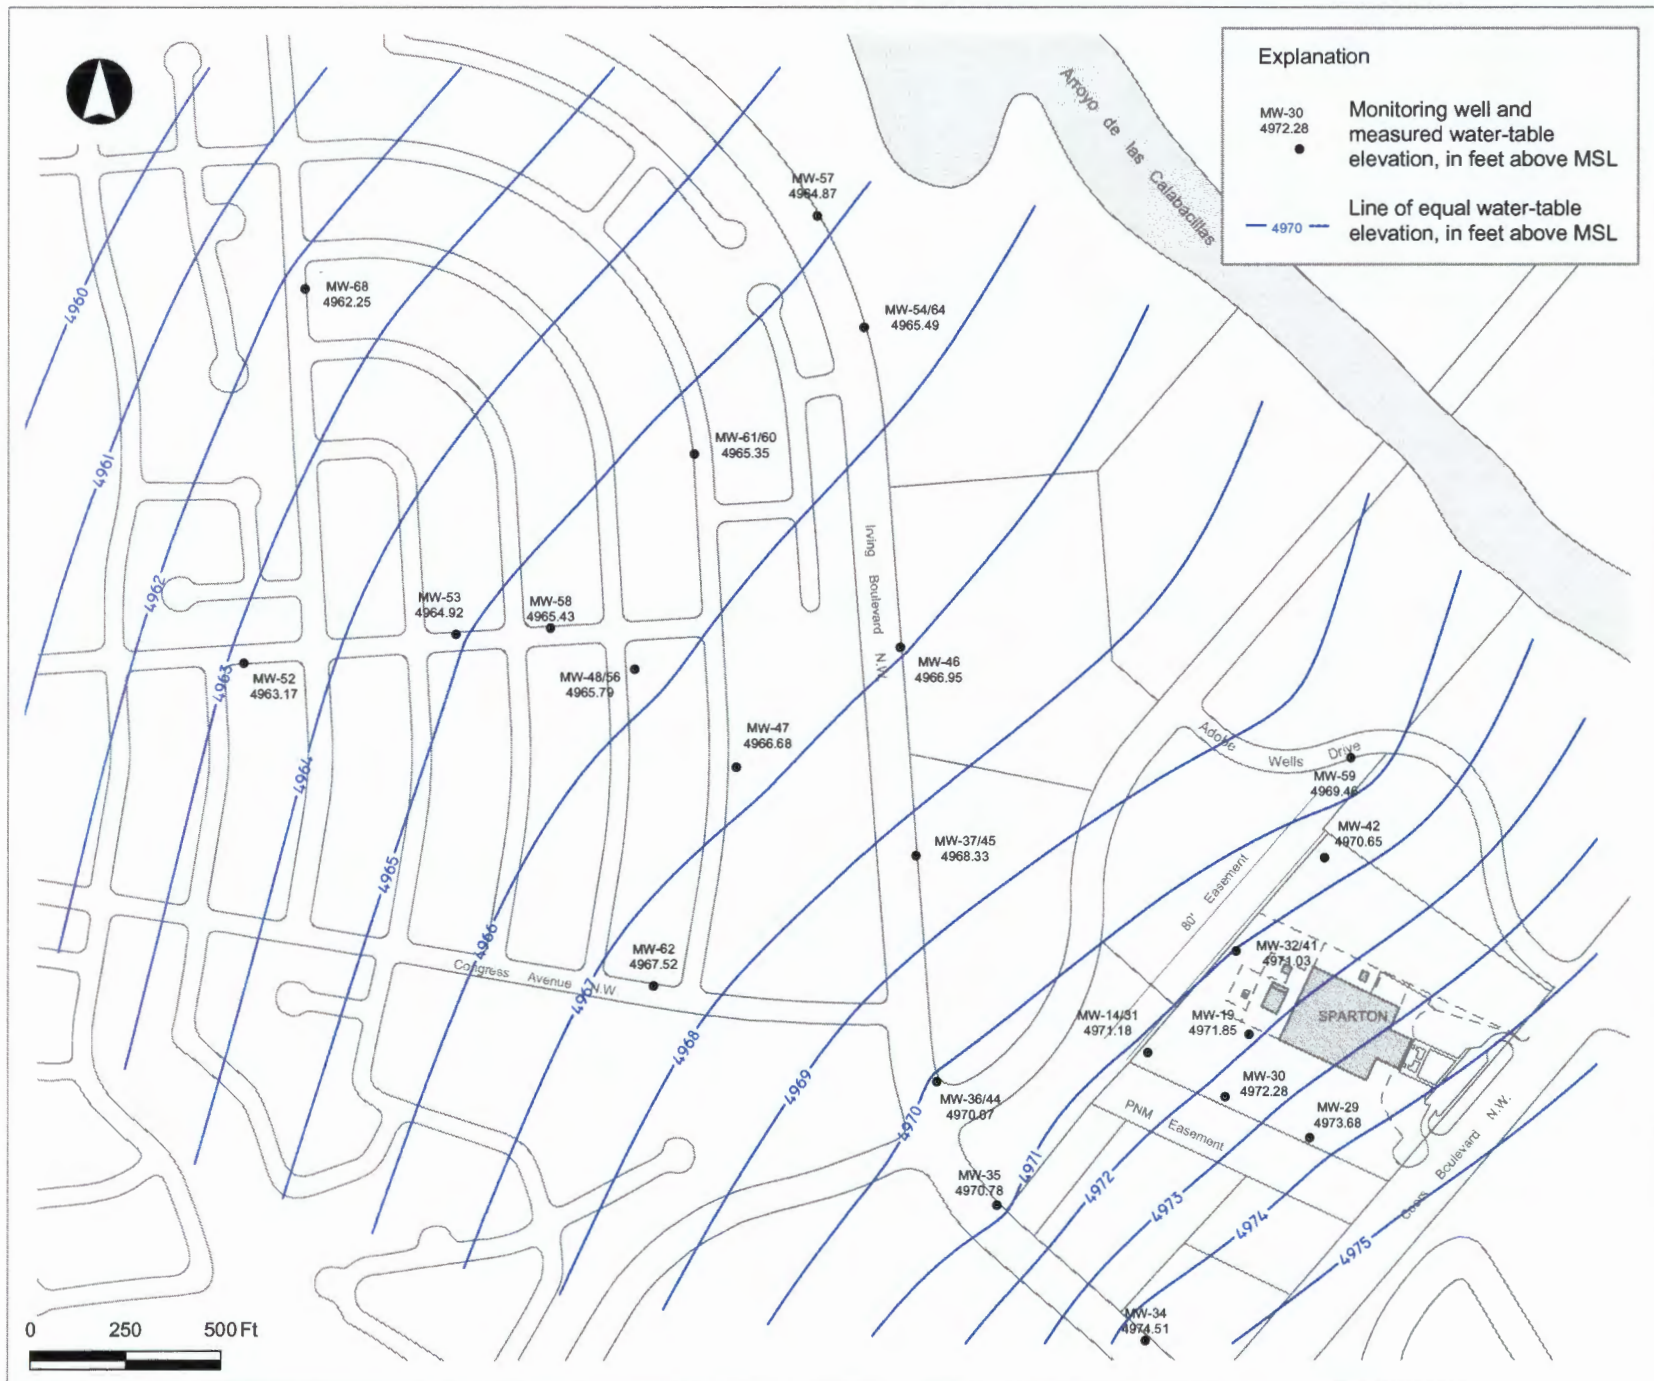 Explanation
MW-30
4972.28
Monitoring well and
measured water-table
elevation, in feet above MSL
4970
Line of equal water-table
elevation, in feet above MSL
Arroyo de las Calabacillas
MW-57
4964.87
4960
MW-68
4962.25
MW-54/64
4965.49
MW-61/60
4965.35
4961
Irving Boulevard N.W.
4962
MW-53
4964.92
MW-58
4965.43
MW-52
4963.17
4963
MW-48/56
4965.79
MW-46
4966.95
MW-47
4966.68
Adobe Wells Drive
4964
MW-59
4969.46
MW-42
4970.65
MW-37/45
4968.33
4965
80' Easement
4966
MW-62
4967.52
MW-32/41
4971.03
Congress Avenue N.W.
4967
MW-14/31
4971.18
MW-19
4971.85
SPARTON
4968
4969
MW-36/44
4970.07
4970
MW-30
4972.28
PNM Easement
MW-29
4973.68
Coors Boulevard N.W.
MW-35
4970.78
4971
4972
4973
4974
4975
MW-34
4974.51
0 250 500 Ft